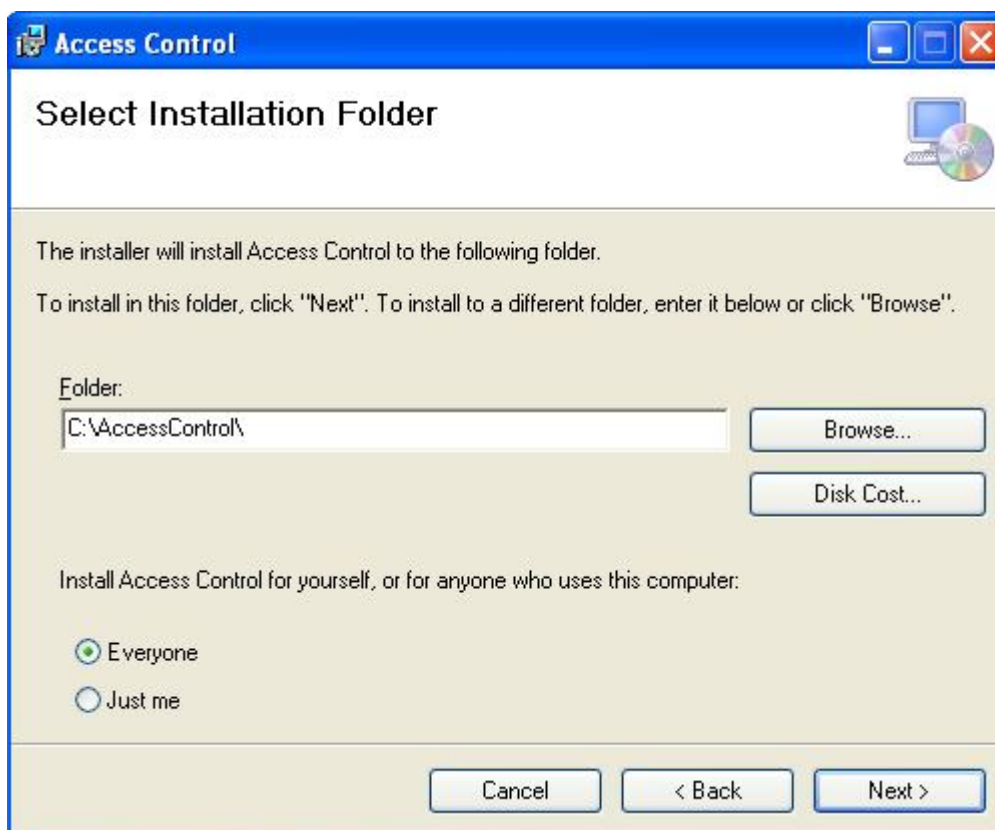 Access Control
Select Installation Folder
The installer will install Access Control to the following folder.
To install in this folder, click "Next". To install to a different folder, enter it below or click "Browse".
Folder:
C:\AccessControl\
Browse...
Disk Cost...
Install Access Control for yourself, or for anyone who uses this computer:
Everyone
Just me
Cancel
< Back
Next >